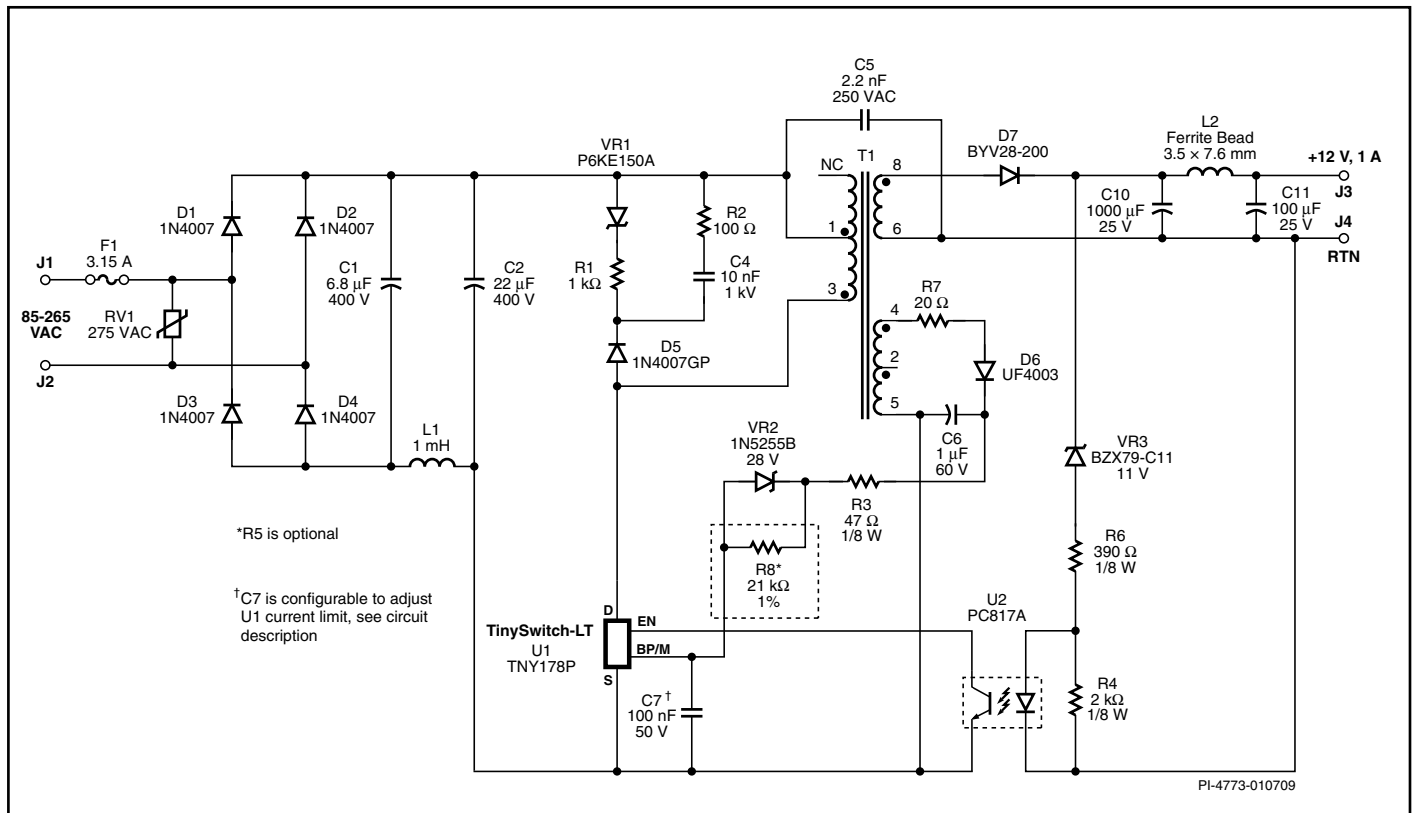 C5
2.2 nF
250 VAC
D7
BYV28-200
L2
Ferrite Bead
3.5 × 7.6 mm
+12 V, 1 A
J3
VR1
P6KE150A
NC
T1
8
C10
1000 µF
25 V
C11
100 µF
25 V
J4
RTN
D1
1N4007
D2
1N4007
R2
100 Ω
1
6
F1
3.15 A
J1
C1
6.8 µF
400 V
C2
22 µF
400 V
R1
1 kΩ
C4
10 nF
1 kV
3
R7
20 Ω
4
85-265
VAC
RV1
275 VAC
J2
D5
1N4007GP
2
D6
UF4003
5
D3
1N4007
D4
1N4007
L1
1 mH
VR2
1N5255B
28 V
C6
1 µF
60 V
VR3
BZX79-C11
11 V
R3
47 Ω
1/8 W
*R5 is optional
R8*
21 kΩ
1%
R6
390 Ω
1/8 W
†C7 is configurable to adjust
U1 current limit, see circuit
description
D
EN
TinySwitch-LT
U1
TNY178P
BP/M
S
U2
PC817A
C7†
100 nF
50 V
R4
2 kΩ
1/8 W
PI-4773-010709